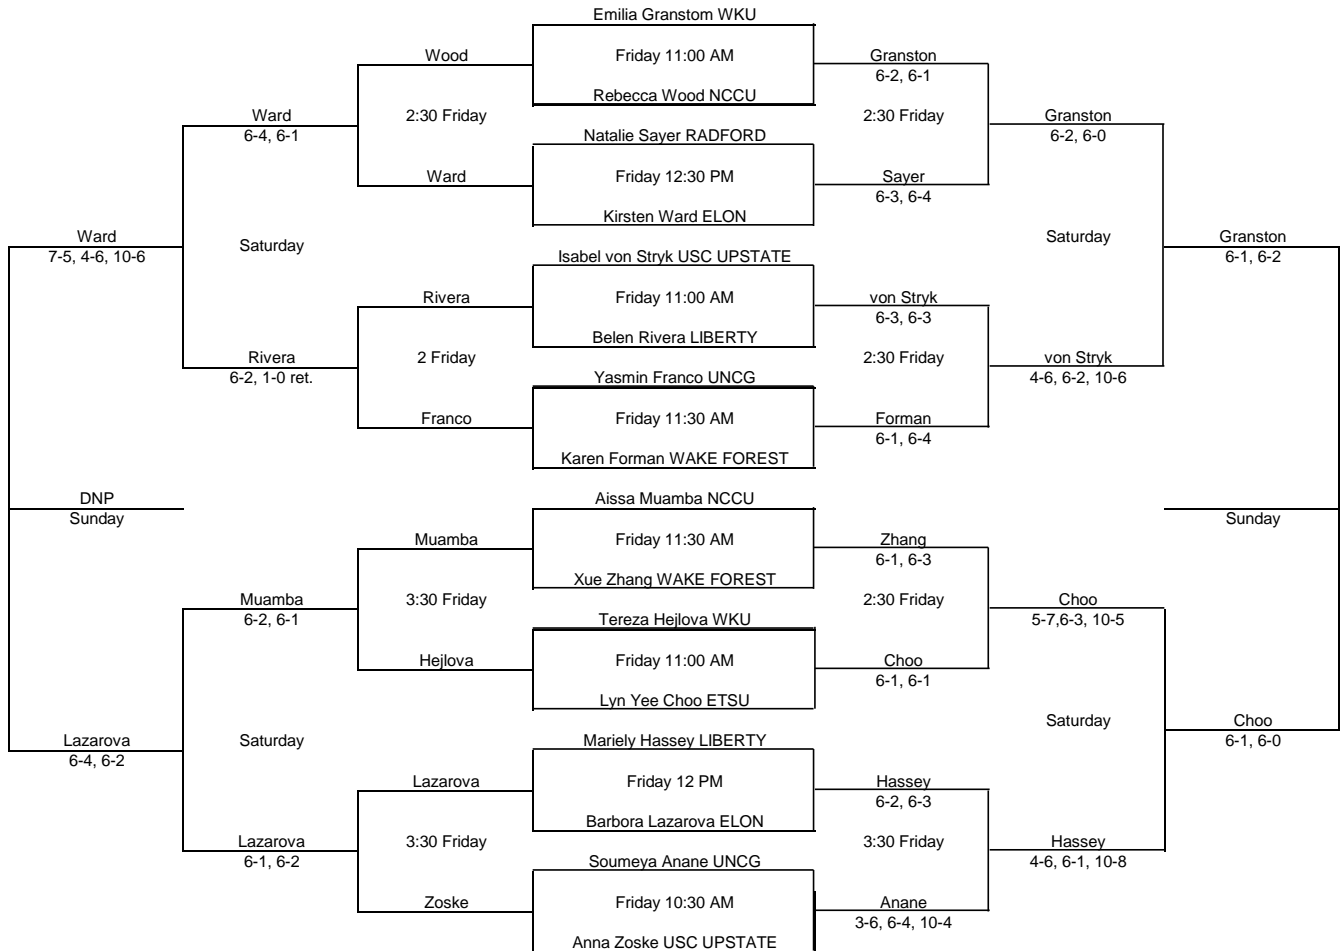 Emilia Granstom WKU
Wood
Friday 11:00 AM
Granston
6-2, 6-1
Rebecca Wood NCCU
Ward
2:30 Friday
2:30 Friday
Granston
6-4, 6-1
6-2, 6-0
Natalie Sayer RADFORD
Ward
Friday 12:30 PM
Sayer
6-3, 6-4
Kirsten Ward ELON
Ward
Saturday
Saturday
Granston
7-5, 4-6, 10-6
6-1, 6-2
Isabel von Stryk USC UPSTATE
Rivera
Friday 11:00 AM
von Stryk
6-3, 6-3
Belen Rivera LIBERTY
Rivera
2 Friday
2:30 Friday
von Stryk
6-2, 1-0 ret.
4-6, 6-2, 10-6
Yasmin Franco UNCG
Franco
Friday 11:30 AM
Forman
6-1, 6-4
Karen Forman WAKE FOREST
DNP
Aissa Muamba NCCU
Sunday
Sunday
Muamba
Friday 11:30 AM
Zhang
6-1, 6-3
Xue Zhang WAKE FOREST
Muamba
3:30 Friday
2:30 Friday
Choo
6-2, 6-1
5-7,6-3, 10-5
Tereza Hejlova WKU
Hejlova
Friday 11:00 AM
Choo
6-1, 6-1
Lyn Yee Choo ETSU
Saturday
Choo
Lazarova
Saturday
Mariely Hassey LIBERTY
6-1, 6-0
6-4, 6-2
Lazarova
Friday 12 PM
Hassey
6-2, 6-3
Barbora Lazarova ELON
Lazarova
3:30 Friday
3:30 Friday
Hassey
6-1, 6-2
4-6, 6-1, 10-8
Soumeya Anane UNCG
Zoske
Friday 10:30 AM
Anane
3-6, 6-4, 10-4
Anna Zoske USC UPSTATE